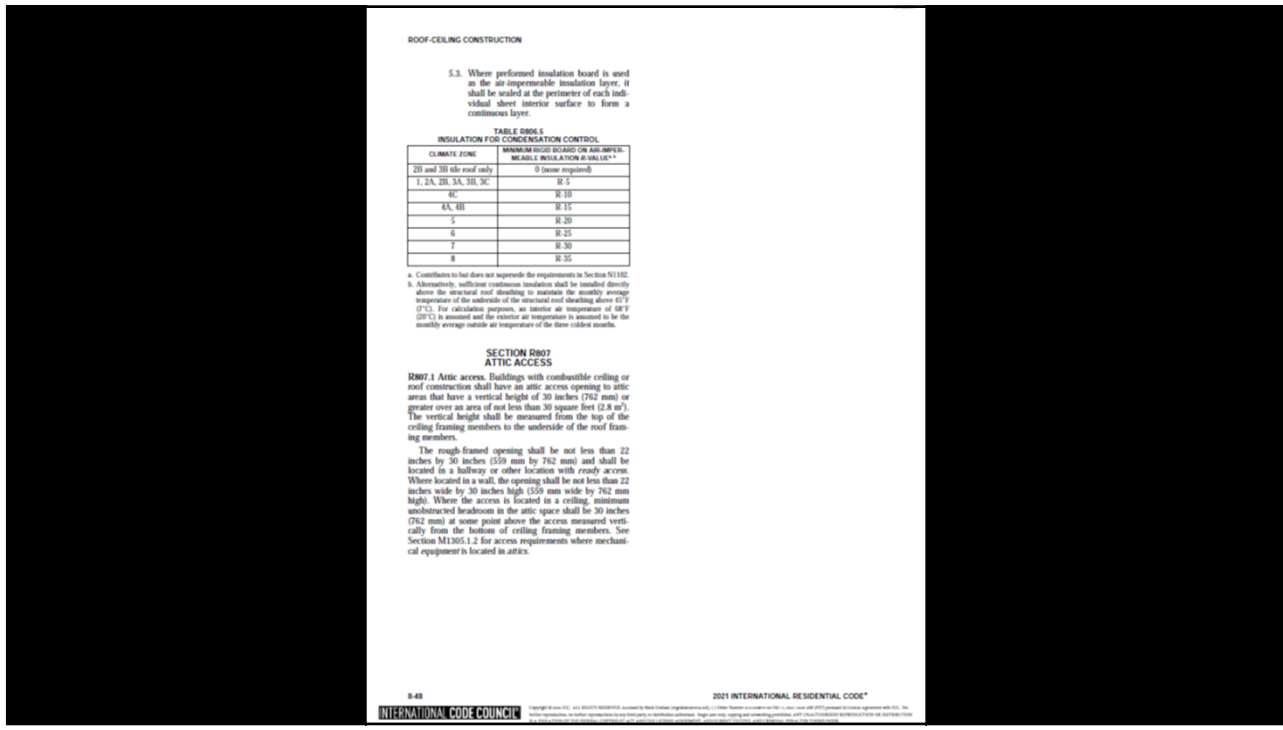 ROOF-CEILING CONSTRUCTION
5.3. Where preformed insulation board is used
as the air-impermeable insulation layer, it
shall be sealed at the perimeter of each indi-
vidual sheet interior surface to form a
continuous layer.
TABLE R806.5
INSULATION FOR CONDENSATION CONTROL
CLIMATE ZONE MINIMUM RIGID BOARD ON AIR-IMPER-
MEABLE INSULATION R-VALUE a, b
2B and 3B tile roof only 0 (none required)
1, 2A, 2B, 3A, 3B, 3C R-5
4C R-10
4A, 4B R-15
5 R-20
6 R-25
7 R-30
8 R-35
a. Contributes to but does not supersede the requirements in Section N1102.
b. Alternatively, sufficient continuous insulation shall be installed directly
above the structural roof sheathing to maintain the monthly average
temperature of the underside of the structural roof sheathing above 45°F
(7°C). For calculation purposes, an interior air temperature of 68°F
(20°C) is assumed and the exterior air temperature is assumed to be the
monthly average outside air temperature of the three coldest months.
SECTION R807
ATTIC ACCESS
R807.1 Attic access. Buildings with combustible ceiling or
roof construction shall have an attic access opening to attic
areas that have a vertical height of 30 inches (762 mm) or
greater over an area of not less than 30 square feet (2.8 m²).
The vertical height shall be measured from the top of the
ceiling framing members to the underside of the roof fram-
ing members.
The rough-framed opening shall be not less than 22
inches by 30 inches (559 mm by 762 mm) and shall be
located in a hallway or other location with ready access.
Where located in a wall, the opening shall be not less than 22
inches wide by 30 inches high (559 mm wide by 762 mm
high). Where the access is located in a ceiling, minimum
unobstructed headroom in the attic space shall be 30 inches
(762 mm) at some point above the access measured verti-
cally from the bottom of ceiling framing members. See
Section M1305.1.2 for access requirements where mechani-
cal equipment is located in attics.
8-48 2021 INTERNATIONAL RESIDENTIAL CODE®
INTERNATIONAL CODE COUNCIL®